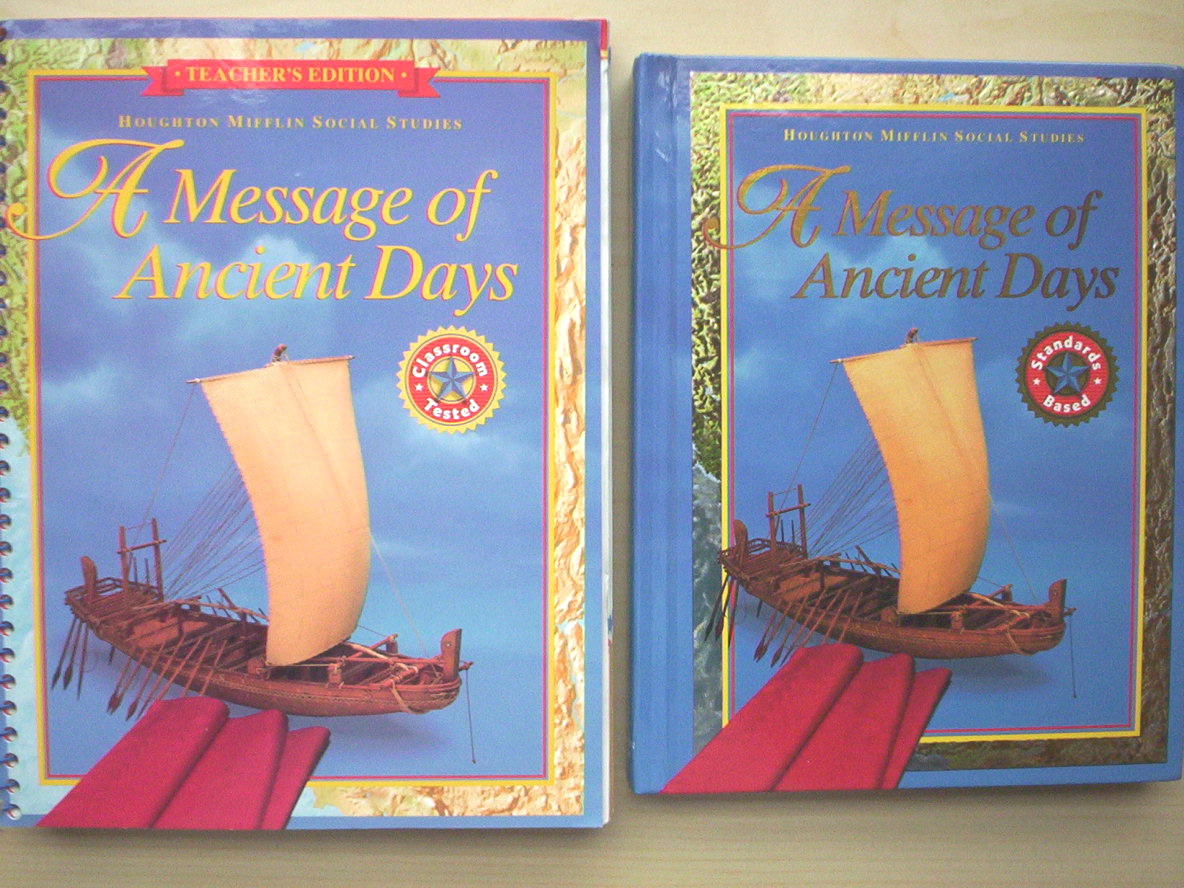 · TEACHER'S EDITION ·
HOUGHTON MIFFLIN SOCIAL STUDIES
A Message of
Ancient Days
Classroom
Tested
HOUGHTON MIFFLIN SOCIAL STUDIES
A Message of
Ancient Days
Standards
Based